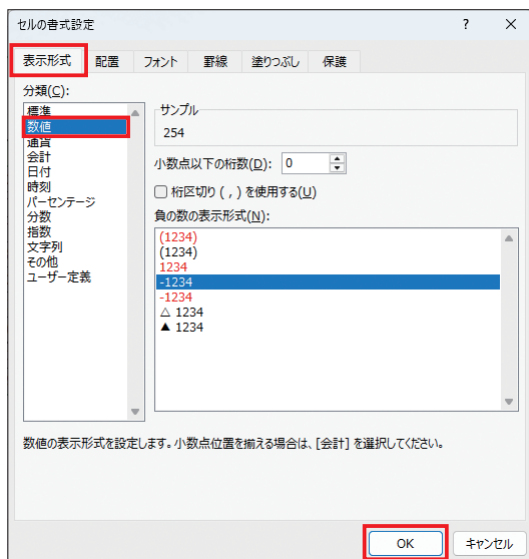 セルの書式設定
?
×
表示形式 配置 フォント 罫線 塗りつぶし 保護
分類(C):
標準
数値
通貨
会計
日付
時刻
パーセンテージ
分数
指数
文字列
その他
ユーザー定義
サンプル
254
小数点以下の桁数(D): 0
桁区切り ( , ) を使用する(U)
負の数の表示形式(N):
(1234)
(1234)
1234
-1234
-1234
△ 1234
▲ 1234
数値の表示形式を設定します。小数点位置を揃える場合は、[会計] を選択してください。
OK キャンセル